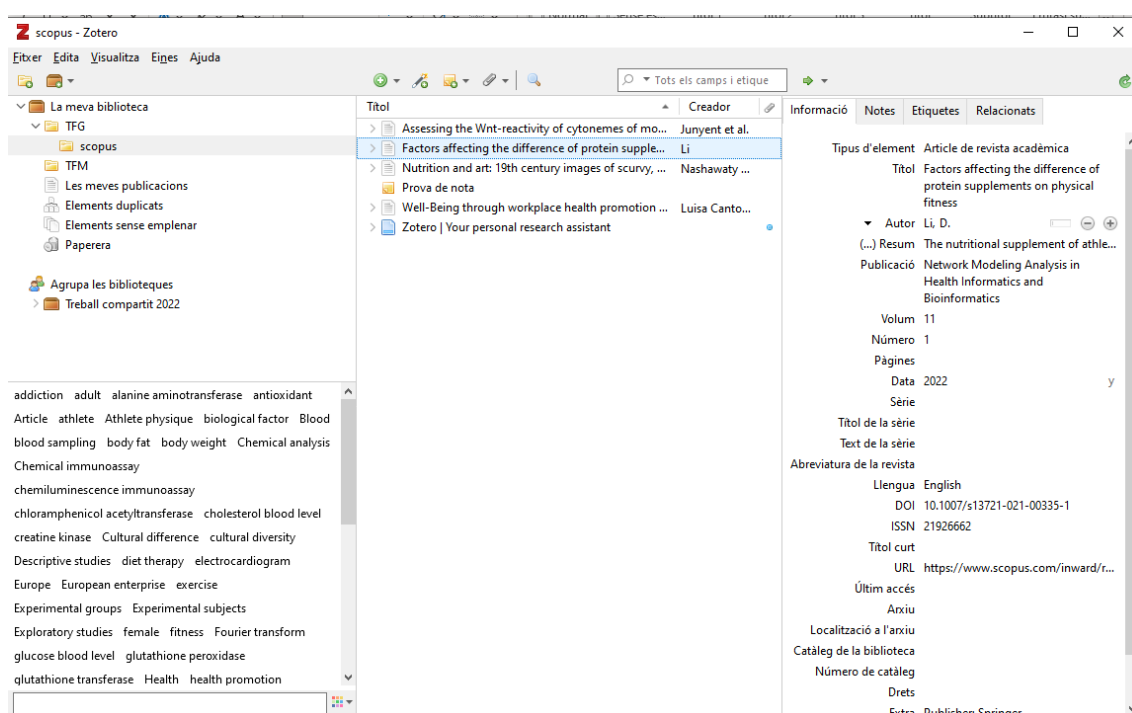 scopus - Zotero
Fitxer Edita Visualitza Eines Ajuda
Tots els camps i etique
La meva biblioteca
TFG
scopus
TFM
Les meves publicacions
Elements duplicats
Elements sense emplenar
Paperera
Agrupa les biblioteques
Treball compartit 2022
addiction adult alanine aminotransferase antioxidant
Article athlete Athlete physique biological factor Blood
blood sampling body fat body weight Chemical analysis
Chemical immunoassay
chemiluminescence immunoassay
chloramphenicol acetyltransferase cholesterol blood level
creatine kinase Cultural difference cultural diversity
Descriptive studies diet therapy electrocardiogram
Europe European enterprise exercise
Experimental groups Experimental subjects
Exploratory studies female fitness Fourier transform
glucose blood level glutathione peroxidase
glutathione transferase Health health promotion
Títol Creador
Assessing the Wnt-reactivity of cytonemes of mo... Junyent et al.
Factors affecting the difference of protein supple... Li
Nutrition and art: 19th century images of scurvy, ... Nashawaty ...
Prova de nota
Well-Being through workplace health promotion ... Luisa Canto...
Zotero | Your personal research assistant
Informació Notes Etiquetes Relacionats
Tipus d'element Article de revista acadèmica
Títol Factors affecting the difference of
protein supplements on physical
fitness
Autor Li, D.
(...) Resum The nutritional supplement of athle...
Publicació Network Modeling Analysis in
Health Informatics and
Bioinformatics
Volum 11
Número 1
Pàgines
Data 2022 y
Sèrie
Títol de la sèrie
Text de la sèrie
Abreviatura de la revista
Llengua English
DOI 10.1007/s13721-021-00335-1
ISSN 21926662
Títol curt
URL https://www.scopus.com/inward/r...
Últim accés
Arxiu
Localització a l'arxiu
Catàleg de la biblioteca
Número de catàleg
Drets
Extra Publisher: Springer